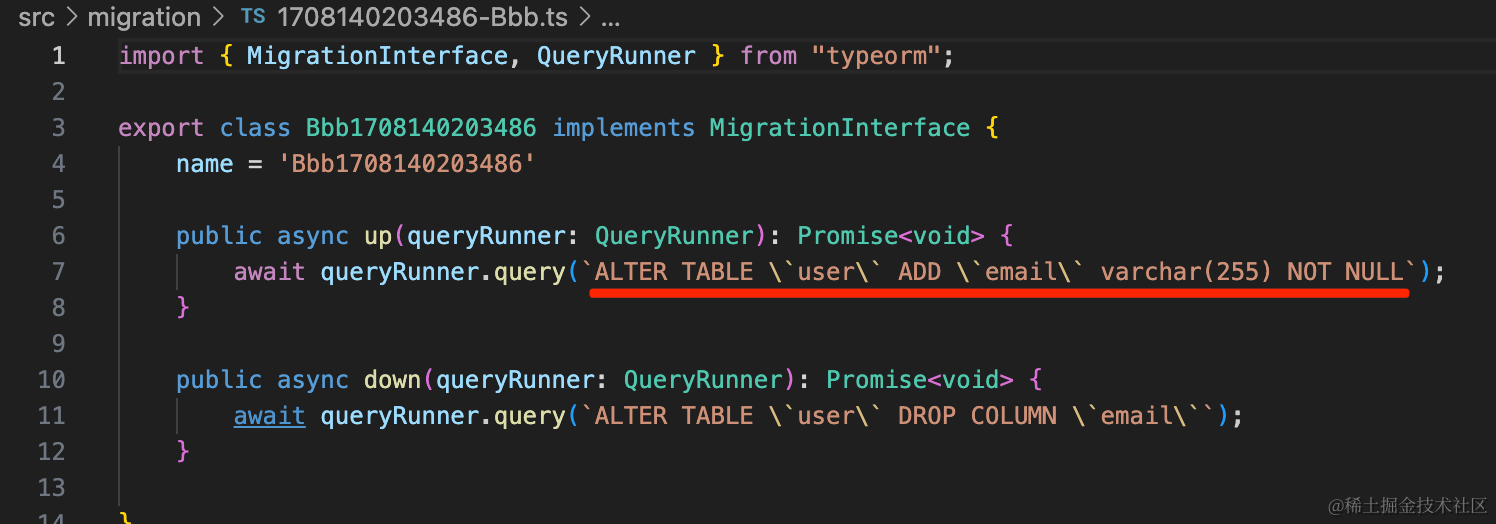 src > migration > TS 1708140203486-Bbb.ts > ...
1 import { MigrationInterface, QueryRunner } from "typeorm";
2
3 export class Bbb1708140203486 implements MigrationInterface {
4     name = 'Bbb1708140203486'
5
6     public async up(queryRunner: QueryRunner): Promise<void> {
7         await queryRunner.query(`ALTER TABLE \`user\` ADD \`email\` varchar(255) NOT NULL`);
8     }
9
10     public async down(queryRunner: QueryRunner): Promise<void> {
11         await queryRunner.query(`ALTER TABLE \`user\` DROP COLUMN \`email\``);
12     }
13
14 }
@稀土掘金技术社区